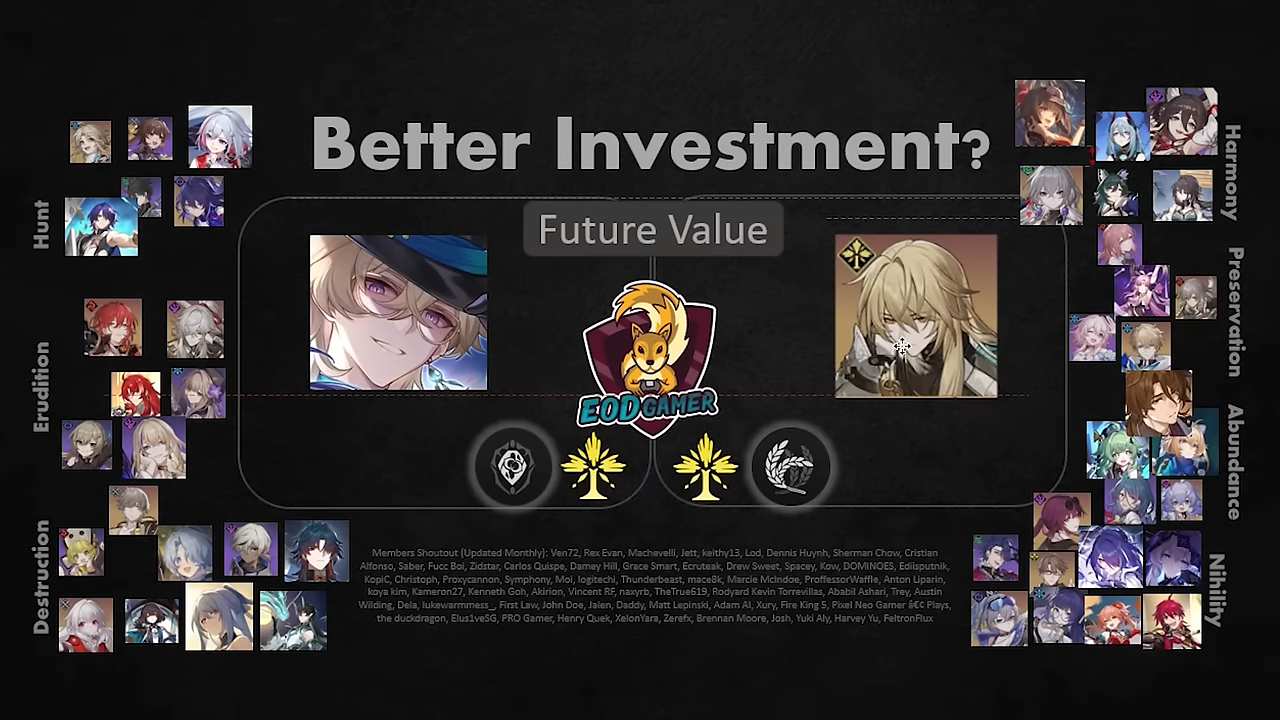 Better Investment?
Future Value
EOD GAMER
Hunt
Erudition
Destruction
Harmony
Preservation
Abundance
Nihility
Members Shoutout (Updated Monthly): Ven72, Rex Evan, Machevelli, Jett, keithy13, Lod, Dennis Huynh, Sherman Chow, Cristian
Alfonso, Saber, Fucc Boi, Zidstar, Carlos Quispe, Damey Hill, Grace Smart, Ecruteak, Drew Sweet, Spacey, Kow, DOMINOES, Ediisputnik,
KopiC, Christoph, Proxycannon, Symphony, Moi, logitechi, Thunderbeast, mace8k, Marcie McIndoe, ProffessorWaffle, Anton Liparin,
koya kim, Kameron27, Kenneth Goh, Akirion, Vincent RF, naxyrb, TheTrue619, Rodyard Kevin Torrevillas, Ababil Ashari, Trey, Austin
Wilding, Dela, lukewarmmess_, First Law, John Doe, Jalen, Daddy, Matt Lepinski, Adam Al, Xury, Fire King 5, Pixel Neo Gamer â€¢ Plays,
the duckdragon, Elus1veSG, PRO Gamer, Henry Quek, XelonYara, Zerefx, Brennan Moore, Josh, Yuki Aly, Harvey Yu, FeltronFlux